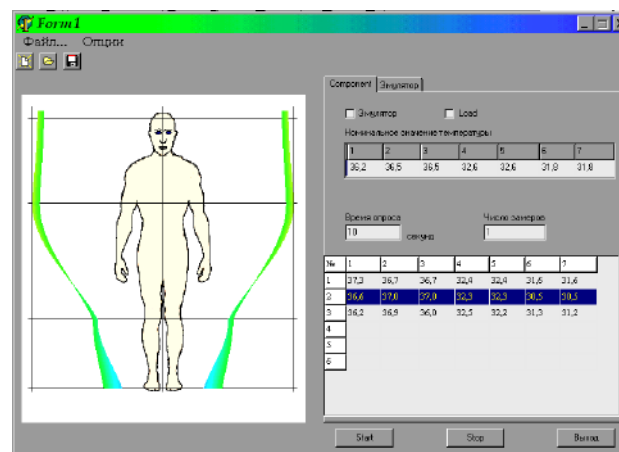 Form1
Файл... Опции
Component Эмулятор
Эмулятор Load
Номинальное значение температуры
1 2 3 4 5 6 7
36,2 36,5 36,5 32,6 32,6 31,8 31,8
Время опроса Число замеров
10 секунд 1
№ 1 2 3 4 5 6 7
1 37,3 36,7 36,7 32,4 32,4 31,6 31,6
2 36,6 37,0 37,0 32,3 32,3 30,5 30,5
3 36,2 36,9 36,0 32,5 32,2 31,3 31,2
4
5
6
Start Stop Выход